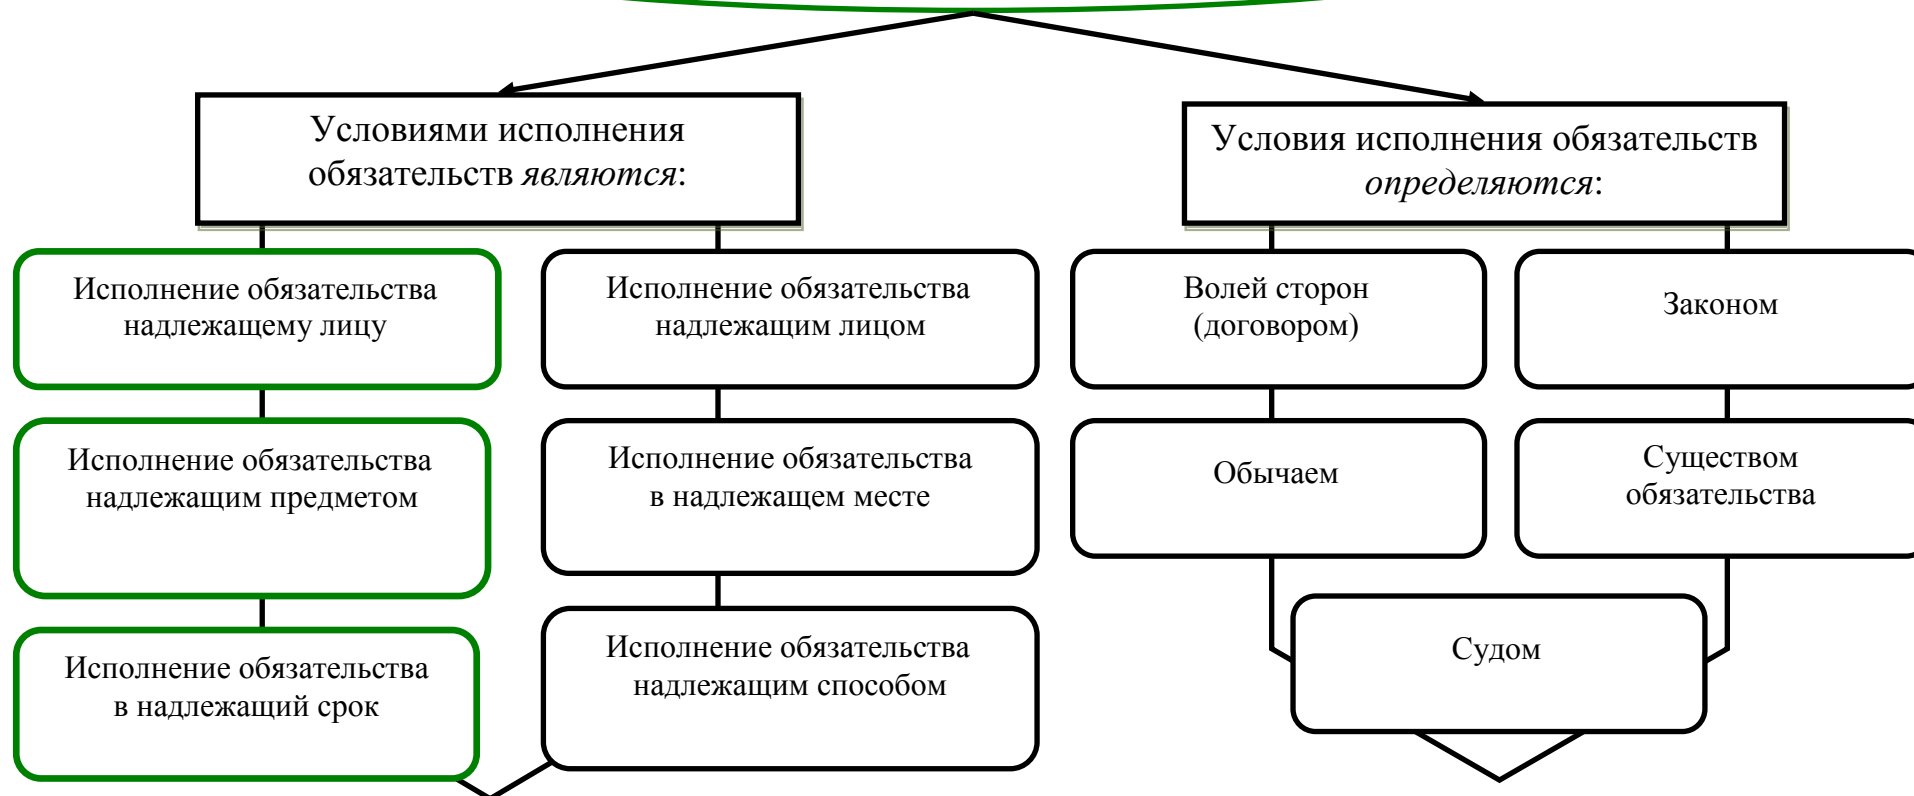 Условиями исполнения
обязательств являются:
Условия исполнения обязательств
определяются:
Исполнение обязательства
надлежащему лицу
Исполнение обязательства
надлежащим лицом
Волей сторон
(договором)
Законом
Исполнение обязательства
надлежащим предметом
Исполнение обязательства
в надлежащем месте
Обычаем
Существом
обязательства
Исполнение обязательства
в надлежащий срок
Исполнение обязательства
надлежащим способом
Судом